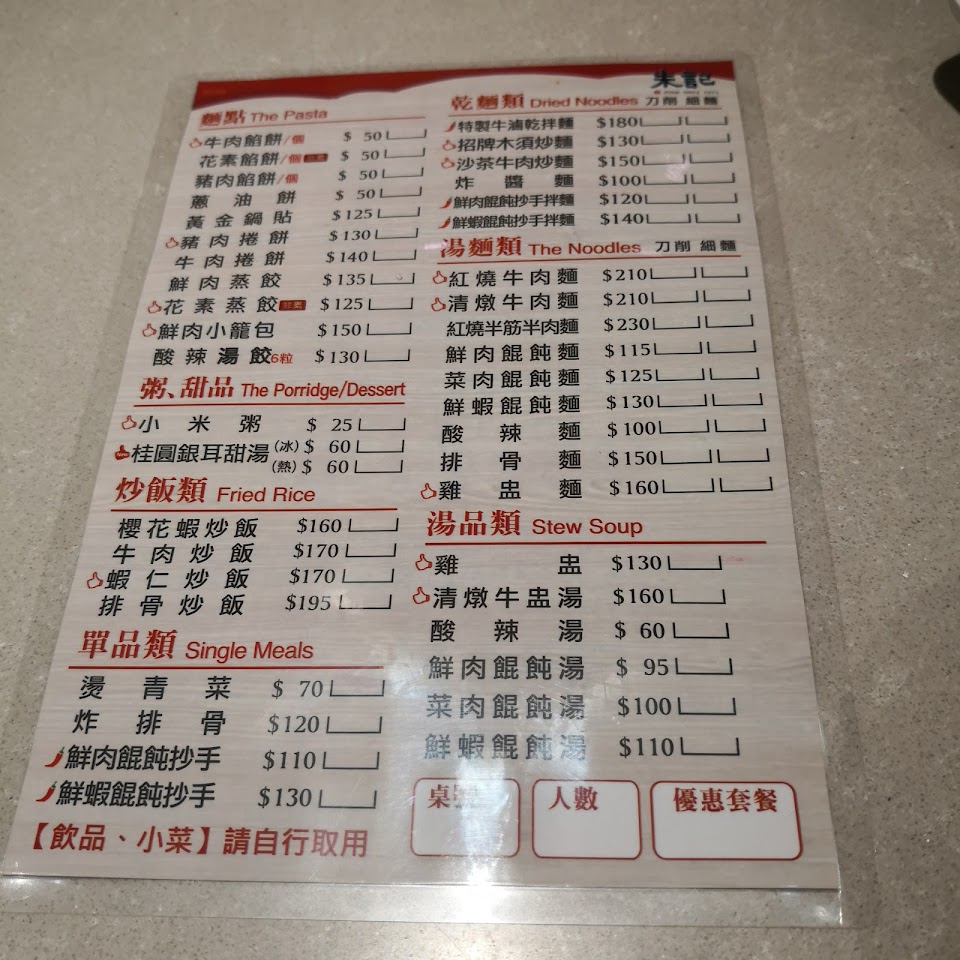 朱記
麵點 The Pasta
牛肉餡餅/個 $ 50
花素餡餅/個 $ 50
豬肉餡餅/個 $ 50
蔥油餅 $ 50
黃金鍋貼 $125
豬肉捲餅 $130
牛肉捲餅 $140
鮮肉蒸餃 $135
花素蒸餃 $125
鮮肉小籠包 $150
酸辣湯餃6粒 $130
粥、甜品 The Porridge/Dessert
小米粥 $ 25
桂圓銀耳甜湯 (冰) $ 60
(熱) $ 60
炒飯類 Fried Rice
櫻花蝦炒飯 $160
牛肉炒飯 $170
蝦仁炒飯 $170
排骨炒飯 $195
單品類 Single Meals
燙青菜 $ 70
炸排骨 $120
鮮肉餛飩抄手 $110
鮮蝦餛飩抄手 $130
【飲品、小菜】請自行取用
乾麵類 Dried Noodles 刀削 細麵
特製牛滷乾拌麵 $180
招牌木須炒麵 $130
沙茶牛肉炒麵 $150
炸醬麵 $100
鮮肉餛飩抄手拌麵 $120
鮮蝦餛飩抄手拌麵 $140
湯麵類 The Noodles 刀削 細麵
紅燒牛肉麵 $210
清燉牛肉麵 $210
紅燒半筋半肉麵 $230
鮮肉餛飩麵 $115
菜肉餛飩麵 $125
鮮蝦餛飩麵 $130
酸辣麵 $100
排骨麵 $150
雞盅麵 $160
湯品類 Stew Soup
雞盅 $130
清燉牛盅湯 $160
酸辣湯 $ 60
鮮肉餛飩湯 $ 95
菜肉餛飩湯 $100
鮮蝦餛飩湯 $110
桌號
人數
優惠套餐